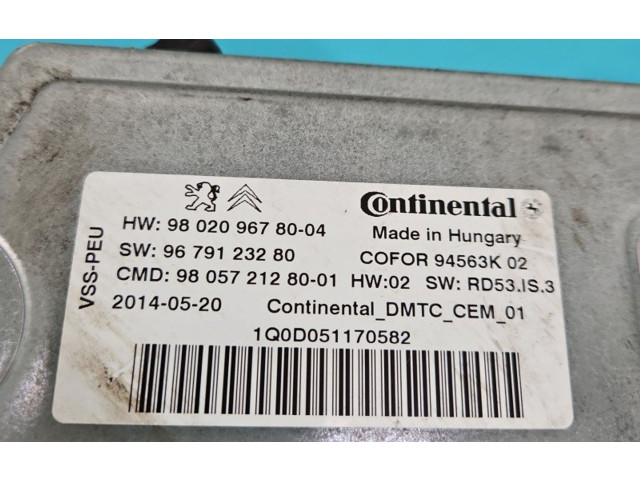 Continental
HW: 98 020 967 80-04
Made in Hungary
SW: 96 791 232 80
COFOR 94563K 02
CMD: 98 057 212 80-01 HW:02 SW: RD53.IS.3
2014-05-20 Continental_DMTC_CEM_01
1Q0D051170582
VSS-PEU